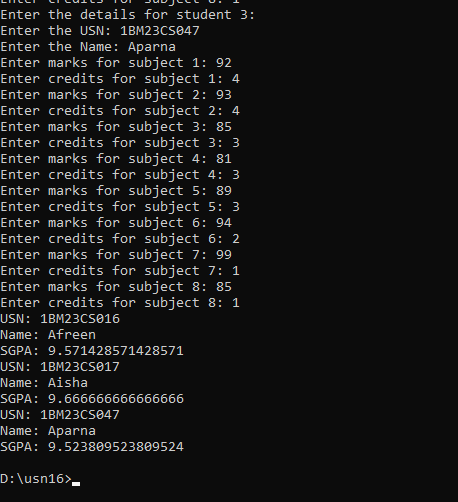 Enter credits for subject 8: 1
Enter the details for student 3:
Enter the USN: 1BM23CS047
Enter the Name: Aparna
Enter marks for subject 1: 92
Enter credits for subject 1: 4
Enter marks for subject 2: 93
Enter credits for subject 2: 4
Enter marks for subject 3: 85
Enter credits for subject 3: 3
Enter marks for subject 4: 81
Enter credits for subject 4: 3
Enter marks for subject 5: 89
Enter credits for subject 5: 3
Enter marks for subject 6: 94
Enter credits for subject 6: 2
Enter marks for subject 7: 99
Enter credits for subject 7: 1
Enter marks for subject 8: 85
Enter credits for subject 8: 1
USN: 1BM23CS016
Name: Afreen
SGPA: 9.571428571428571
USN: 1BM23CS017
Name: Aisha
SGPA: 9.666666666666666
USN: 1BM23CS047
Name: Aparna
SGPA: 9.523809523809524
D:\usn16>